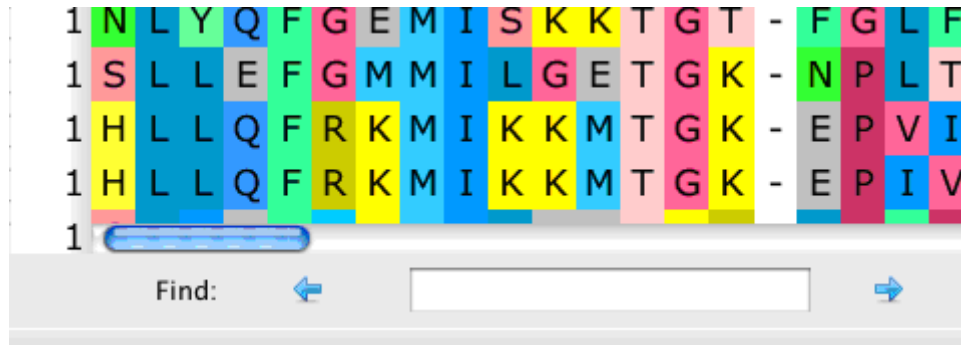 1 N L Y Q F G E M I S K K T G T - F G L F
1 S L L E F G M M I L G E T G K - N P L T
1 H L L Q F R K M I K K M T G K - E P V I
1 H L L Q F R K M I K K M T G K - E P I V
1
Find: